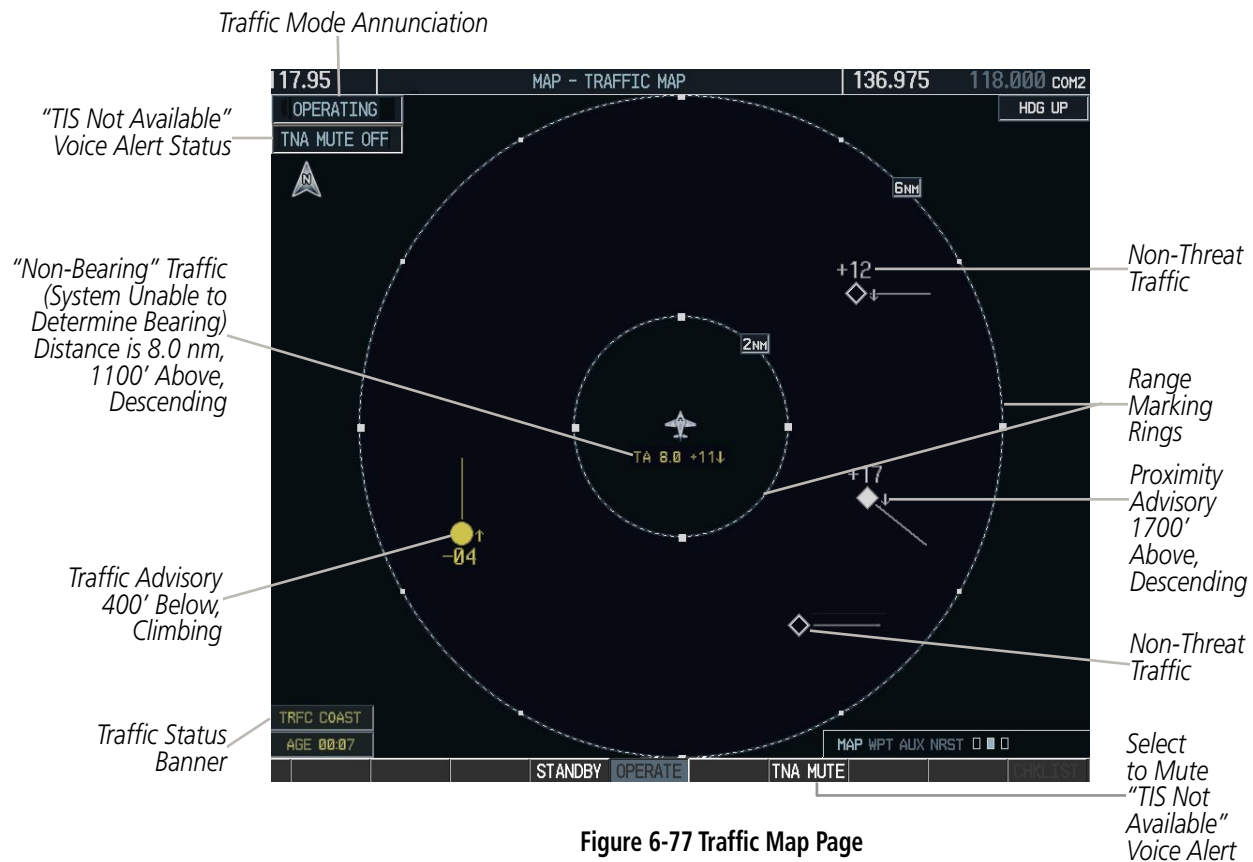 Traffic Mode Annunciation
117.95
MAP - TRAFFIC MAP
136.975
118.000 COM2
OPERATING
HDG UP
"TIS Not Available"
Voice Alert Status
TNA MUTE OFF
N
6NM
"Non-Bearing" Traffic
(System Unable to
Determine Bearing)
Distance is 8.0 nm,
1100' Above,
Descending
+12
Non-Threat
Traffic
2NM
Range
Marking
Rings
TA 8.0 +11↓
+17
Proximity
Advisory
1700'
Above,
Descending
-04
Traffic Advisory
400' Below,
Climbing
Non-Threat
Traffic
Traffic Status
Banner
TRFC COAST
AGE 00:07
MAP WPT AUX NRST
STANDBY
OPERATE
TNA MUTE
CHKLIST
Select
to Mute
"TIS Not
Available"
Voice Alert
Figure 6-77 Traffic Map Page